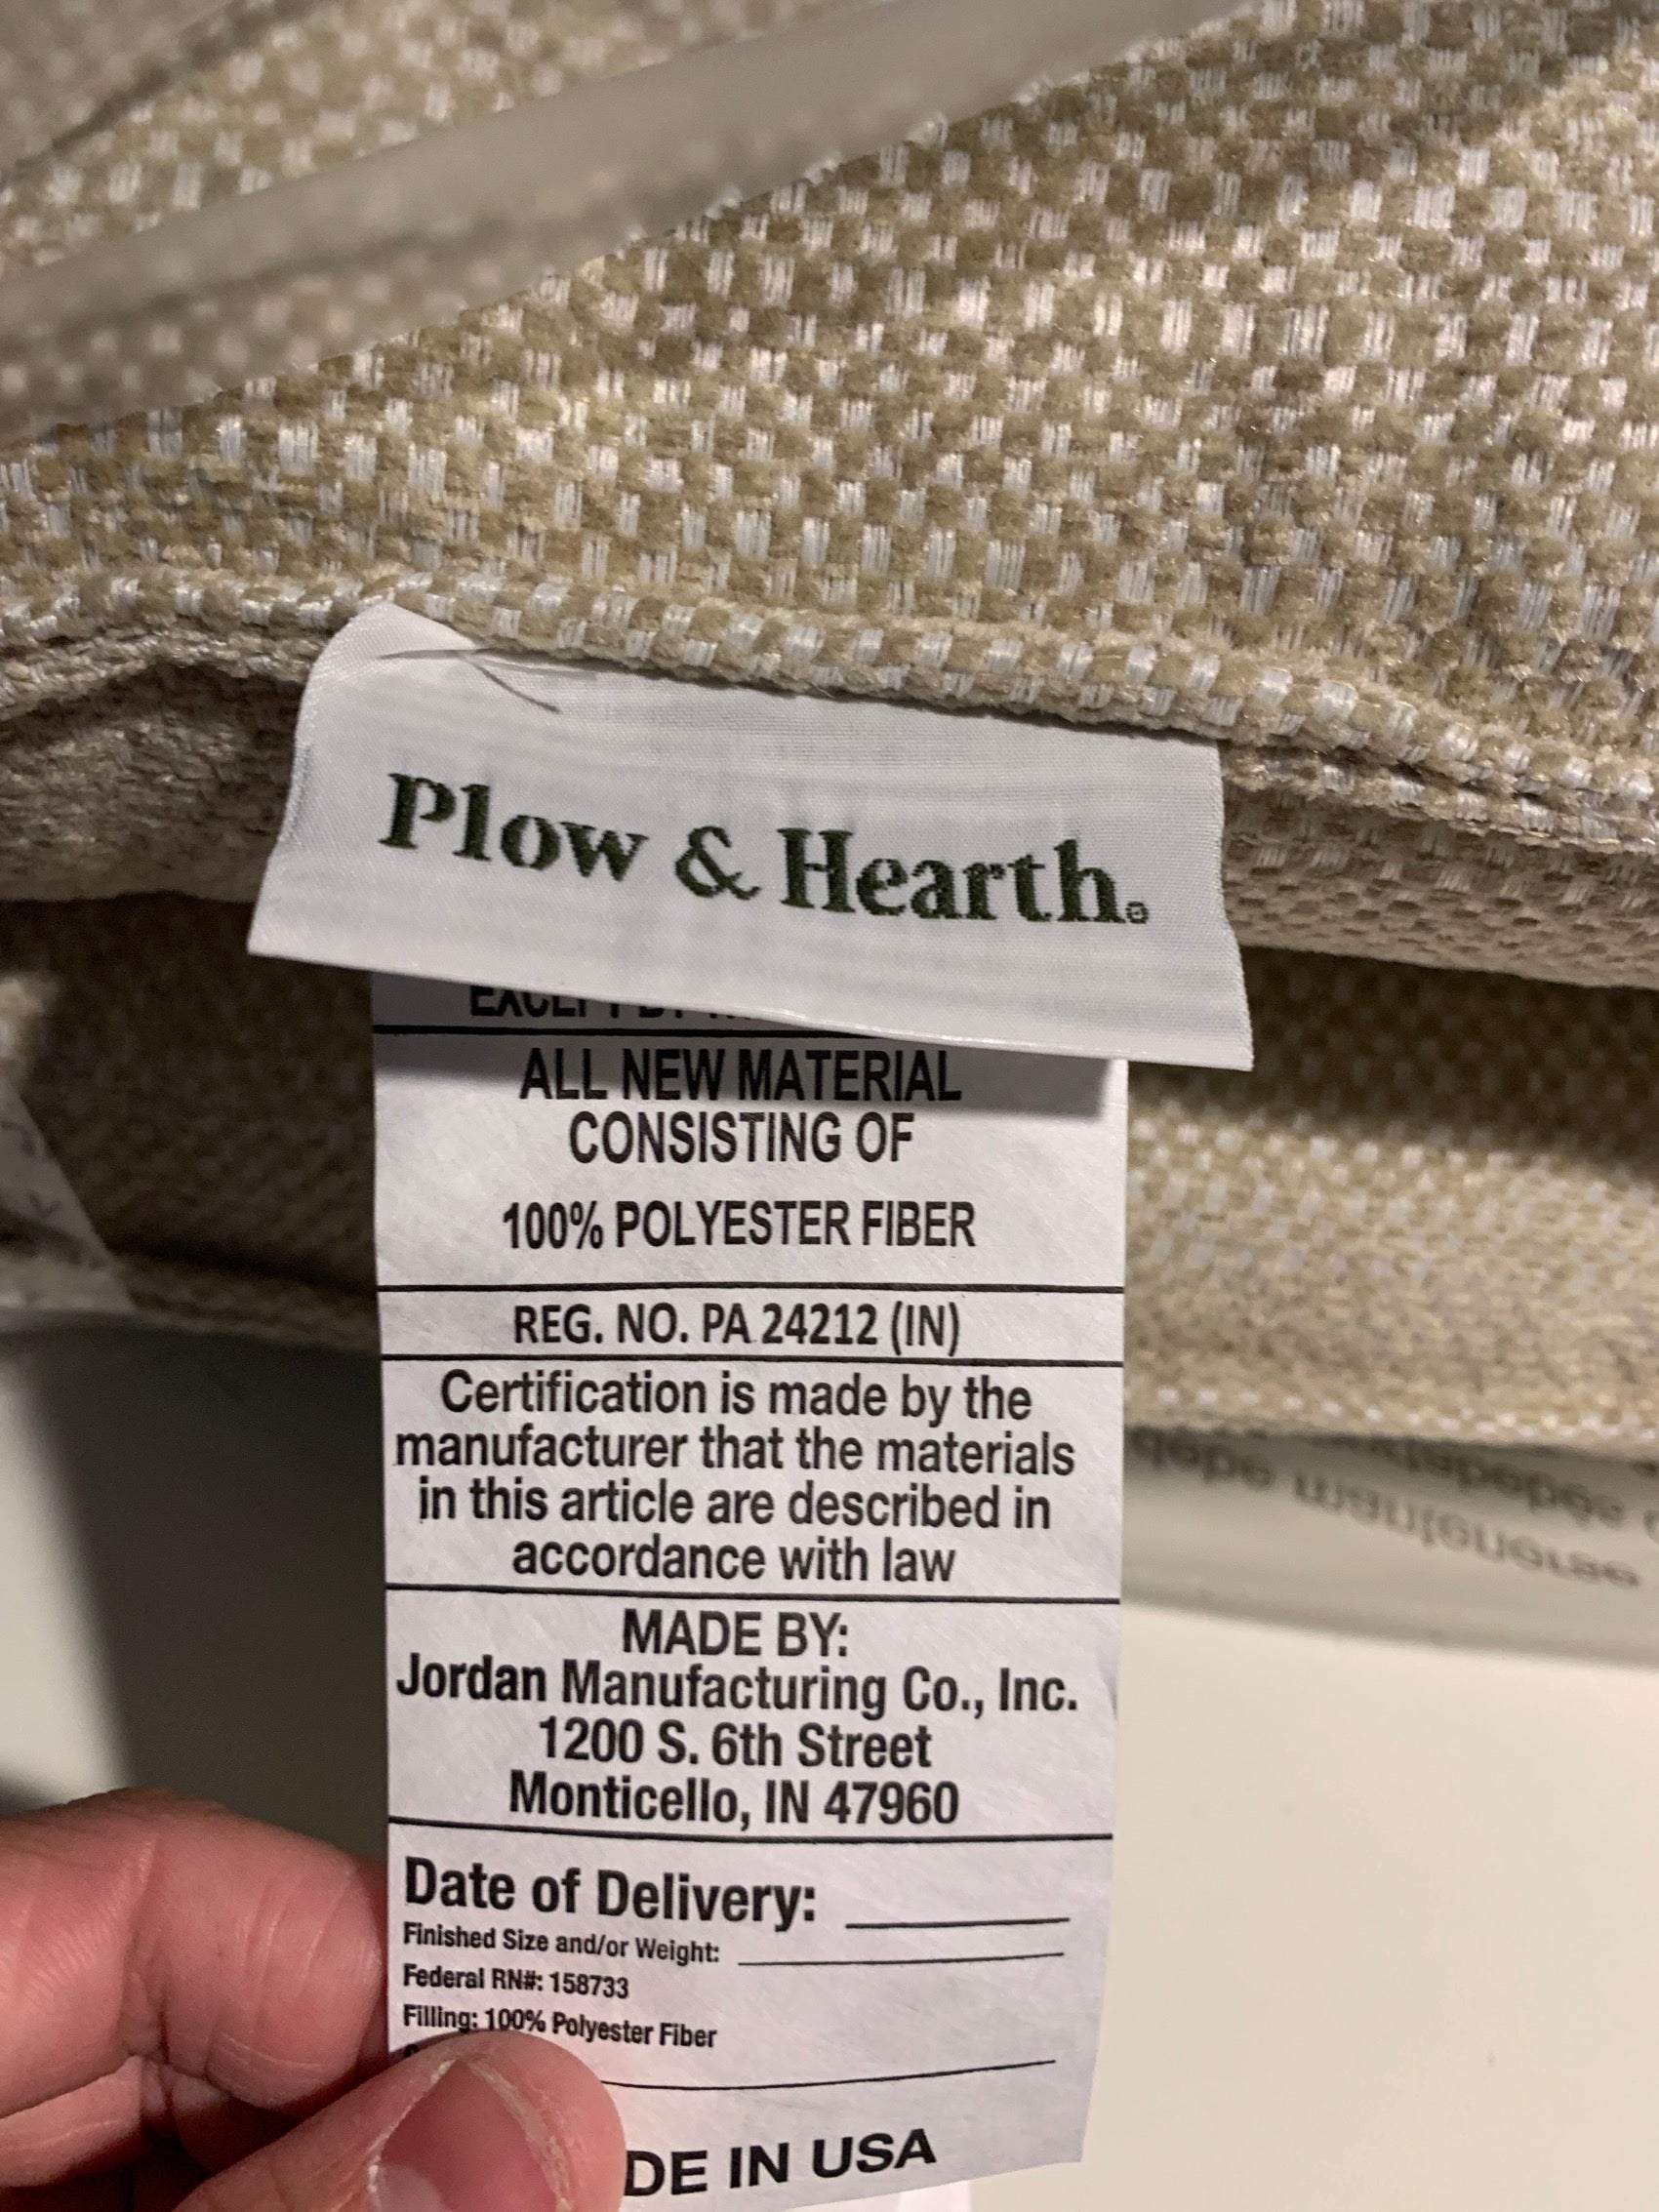 Plow & Hearth®
ALL NEW MATERIAL
CONSISTING OF
100% POLYESTER FIBER
REG. NO. PA 24212 (IN)
Certification is made by the
manufacturer that the materials
in this article are described in
accordance with law
MADE BY:
Jordan Manufacturing Co., Inc.
1200 S. 6th Street
Monticello, IN 47960
Date of Delivery:
Finished Size and/or Weight:
Federal RN#: 158733
Filling: 100% Polyester Fiber
DE IN USA
debe mantenerse